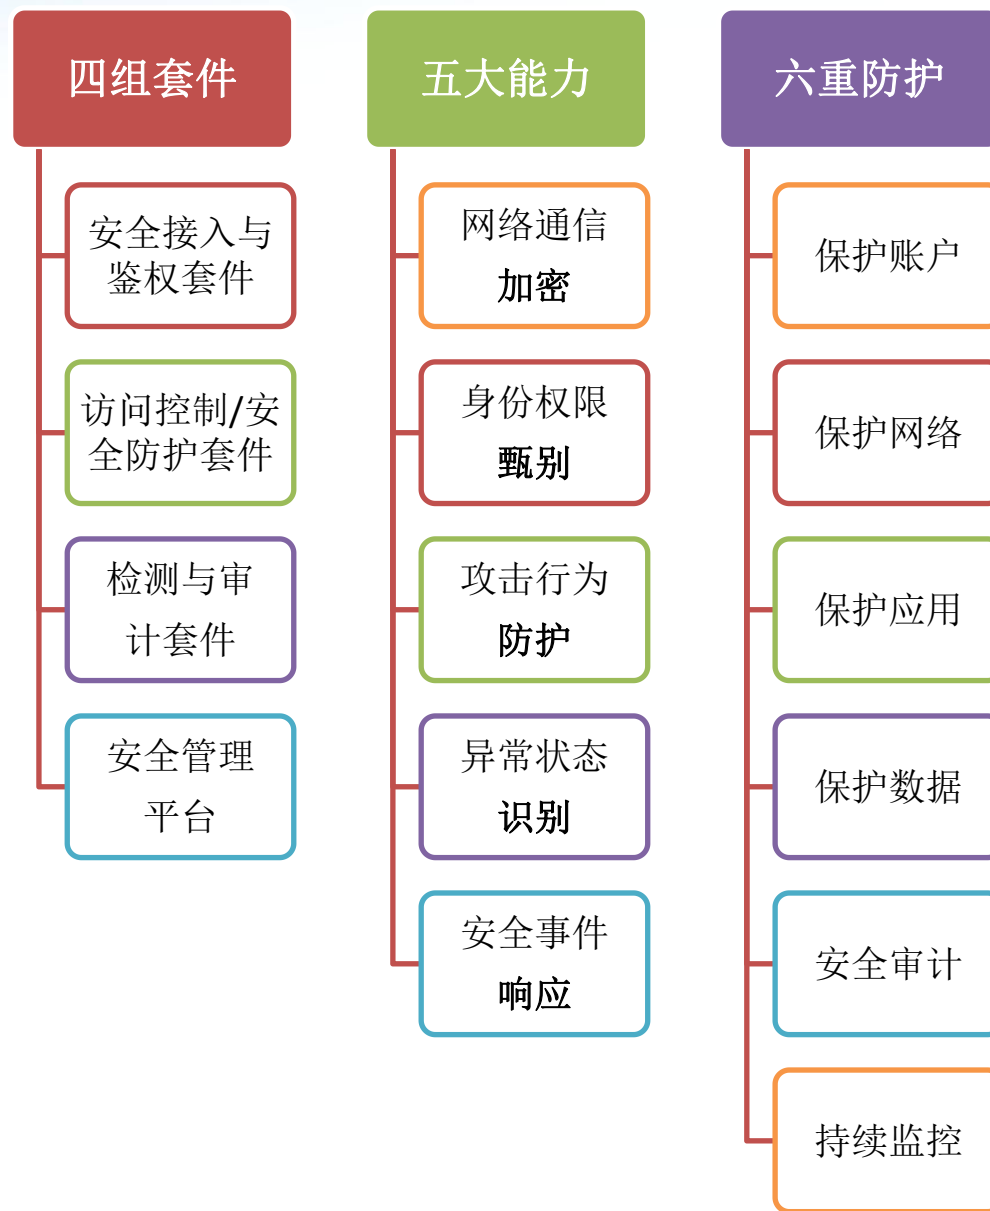 四组套件
安全接入与
鉴权套件
访问控制/安
全防护套件
检测与审
计套件
安全管理
平台
五大能力
网络通信
加密
身份权限
甄别
攻击行为
防护
异常状态
识别
安全事件
响应
六重防护
保护账户
保护网络
保护应用
保护数据
安全审计
持续监控